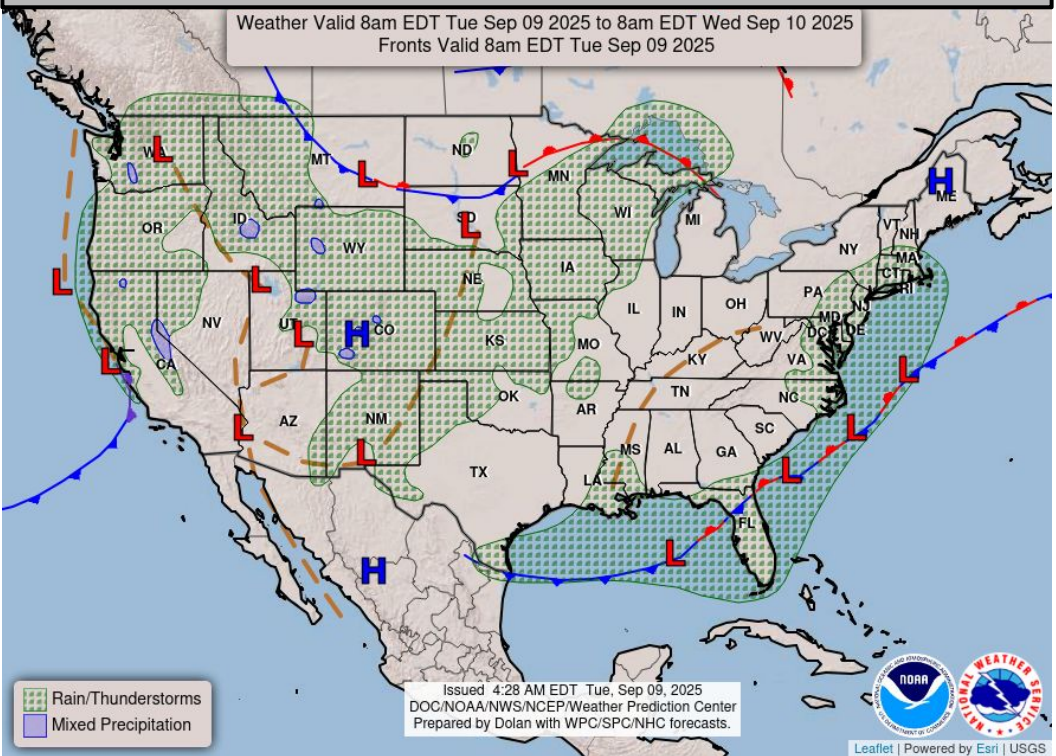 Weather Valid 8am EDT Tue Sep 09 2025 to 8am EDT Wed Sep 10 2025
Fronts Valid 8am EDT Tue Sep 09 2025
WA
L
MT
L
ND
L
MN
H
ME
OR
ID
WY
SD
L
WI
MI
VT
NH
NY
MA
CT
RI
L
L
NE
IA
PA
NJ
NV
UT
L
H
CO
KS
MO
IL
IN
OH
WV
MD
DC
DE
VA
L
CA
KY
L
L
AZ
NM
L
OK
AR
TN
NC
SC
L
L
TX
LA
MS
AL
GA
FL
L
H
Rain/Thunderstorms
Mixed Precipitation
Issued 4:28 AM EDT Tue, Sep 09, 2025
DOC/NOAA/NWS/NCEP/Weather Prediction Center
Prepared by Dolan with WPC/SPC/NHC forecasts.
NOAA
NATIONAL WEATHER SERVICE
Leaflet | Powered by Esri | USGS